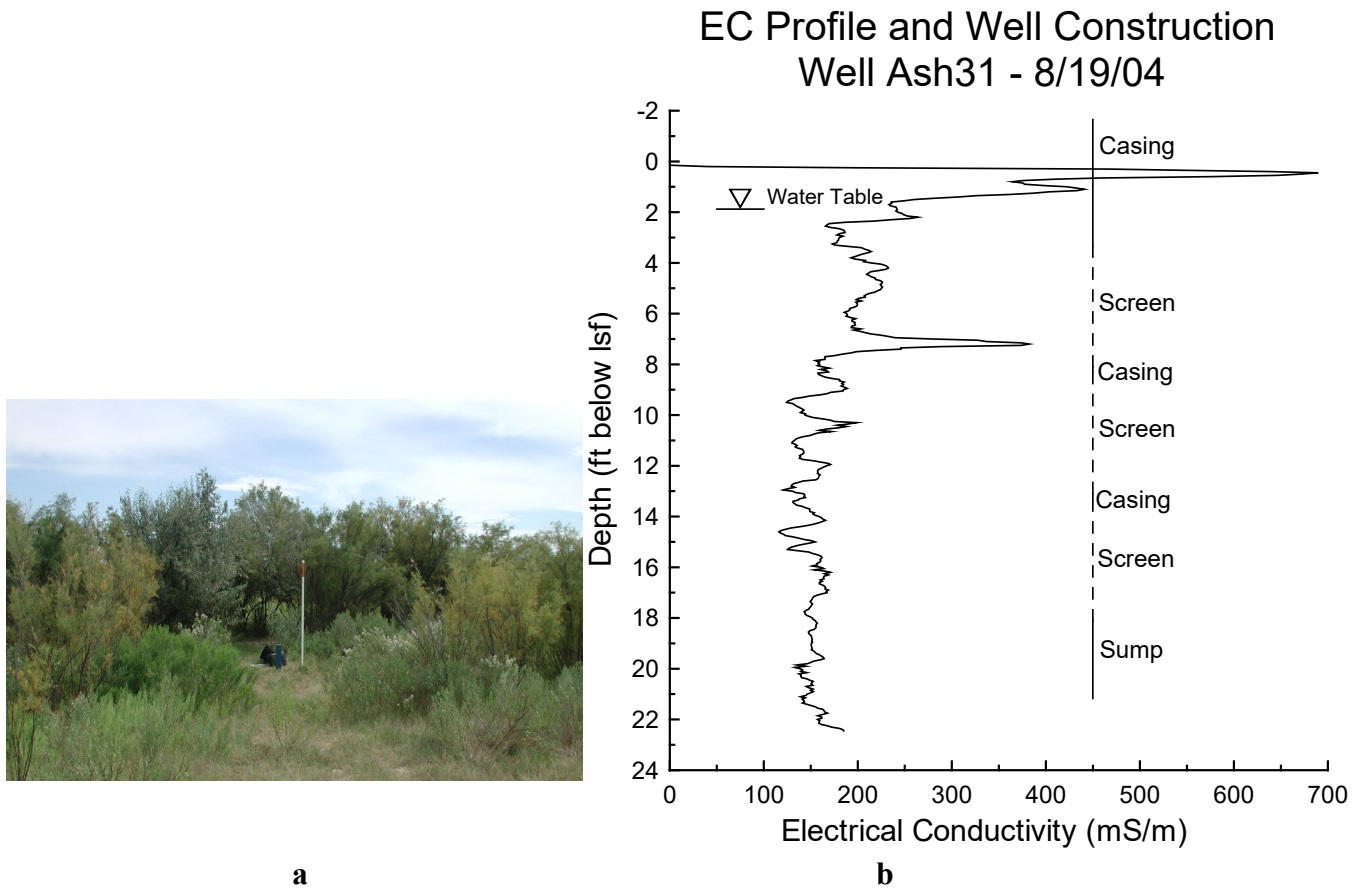 EC Profile and Well Construction
Well Ash31 - 8/19/04
-2
0
2
4
6
8
10
12
14
16
18
20
22
24
Depth (ft below lsf)
Casing
Water Table
Screen
Casing
Screen
Casing
Screen
Sump
0 100 200 300 400 500 600 700
Electrical Conductivity (mS/m)
a b